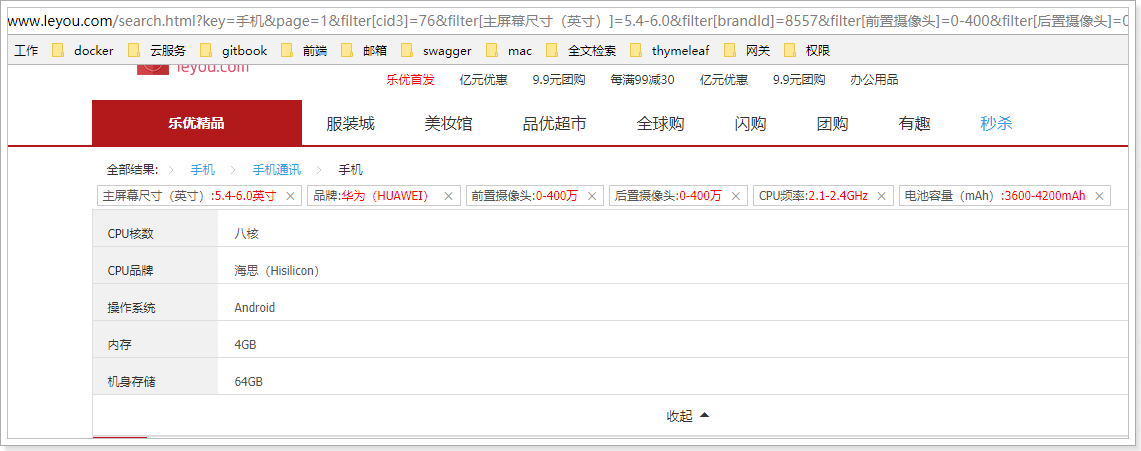 www.leyou.com/search.html?key=手机&page=1&filter[cid3]=76&filter[主屏幕尺寸（英寸）]=5.4-6.0&filter[brandId]=8557&filter[前置摄像头]=0-400&filter[后置摄像头]=0
工作 docker 云服务 gitbook 前端 邮箱 swagger mac 全文检索 thymeleaf 网关 权限
leyou.com 乐优首发 亿元优惠 9.9元团购 每满99减30 亿元优惠 9.9元团购 办公用品
乐优精品 服装城 美妆馆 品优超市 全球购 闪购 团购 有趣 秒杀
全部结果: 手机 手机通讯 手机
主屏幕尺寸（英寸）:5.4-6.0英寸 × 品牌:华为（HUAWEI） × 前置摄像头:0-400万 × 后置摄像头:0-400万 × CPU频率:2.1-2.4GHz × 电池容量（mAh）:3600-4200mAh ×
CPU核数 八核
CPU品牌 海思（Hisilicon）
操作系统 Android
内存 4GB
机身存储 64GB
收起